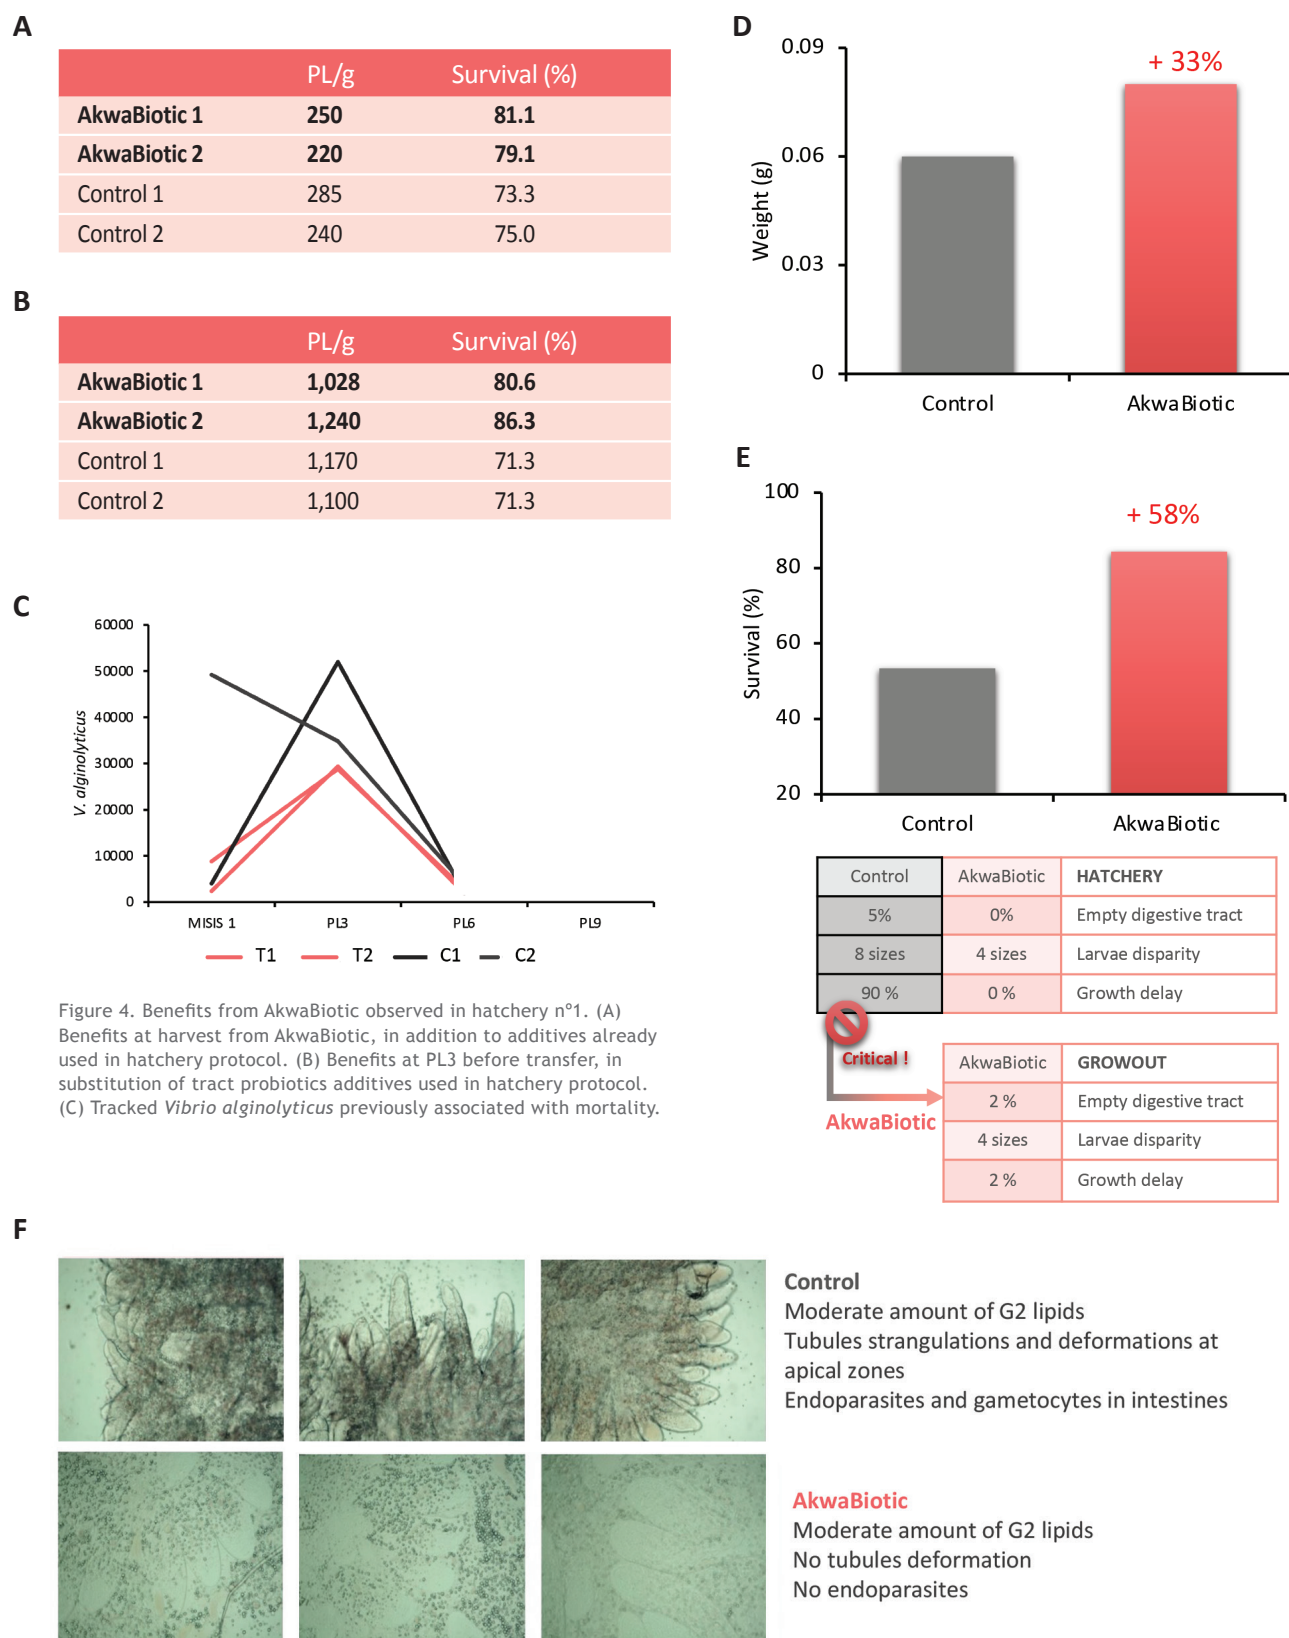 A
PL/g Survival (%)
AkwaBiotic 1 250 81.1
AkwaBiotic 2 220 79.1
Control 1 285 73.3
Control 2 240 75.0
B
PL/g Survival (%)
AkwaBiotic 1 1,028 80.6
AkwaBiotic 2 1,240 86.3
Control 1 1,170 71.3
Control 2 1,100 71.3
C
60000
50000
40000
30000
20000
10000
0
V. alginolyticus
MISIS 1 PL3 PL6 PL9
T1 T2 C1 C2
Figure 4. Benefits from AkwaBiotic observed in hatchery nº1. (A)
Benefits at harvest from AkwaBiotic, in addition to additives already
used in hatchery protocol. (B) Benefits at PL3 before transfer, in
substitution of tract probiotics additives used in hatchery protocol.
(C) Tracked Vibrio alginolyticus previously associated with mortality.
D
0.09
0.06
0.03
0
Weight (g)
+ 33%
Control AkwaBiotic
E
100
80
60
40
20
Survival (%)
+ 58%
Control AkwaBiotic
Control AkwaBiotic HATCHERY
5% 0% Empty digestive tract
8 sizes 4 sizes Larvae disparity
90 % 0 % Growth delay
Critical !
AkwaBiotic
AkwaBiotic GROWOUT
2 % Empty digestive tract
4 sizes Larvae disparity
2 % Growth delay
F
Control
Moderate amount of G2 lipids
Tubules strangulations and deformations at
apical zones
Endoparasites and gametocytes in intestines
AkwaBiotic
Moderate amount of G2 lipids
No tubules deformation
No endoparasites